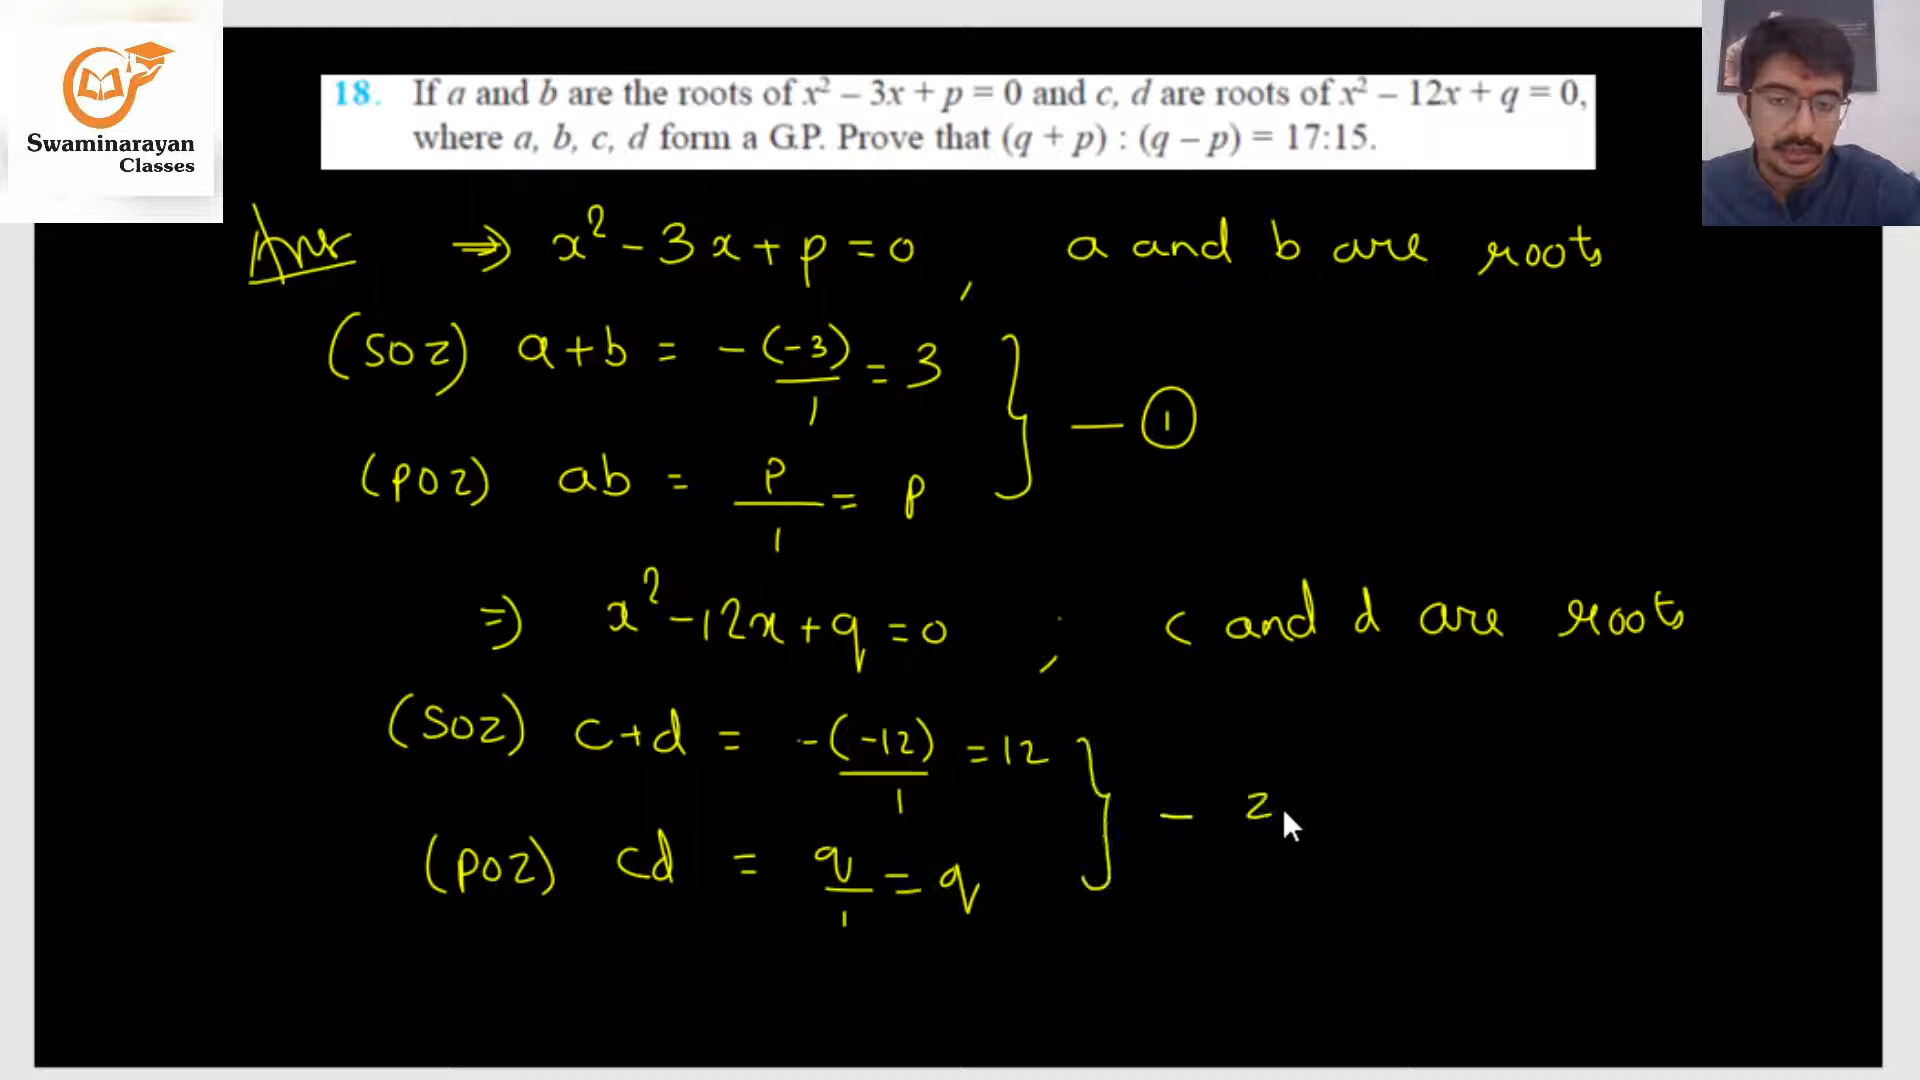 Swaminarayan
Classes
18. If a and b are the roots of x² – 3x + p = 0 and c, d are roots of x² – 12x + q = 0,
where a, b, c, d form a G.P. Prove that (q + p) : (q – p) = 17:15.
Ans ⇒ x² - 3x + p = 0 , a and b are roots
(SOZ) a+b = -(-3)/1 = 3
— ①
(POZ) ab = p/1 = p
⇒ x² - 12x + q = 0 ; c and d are roots
(SOZ) c+d = -(-12)/1 = 12
— 2
(POZ) cd = q/1 = q